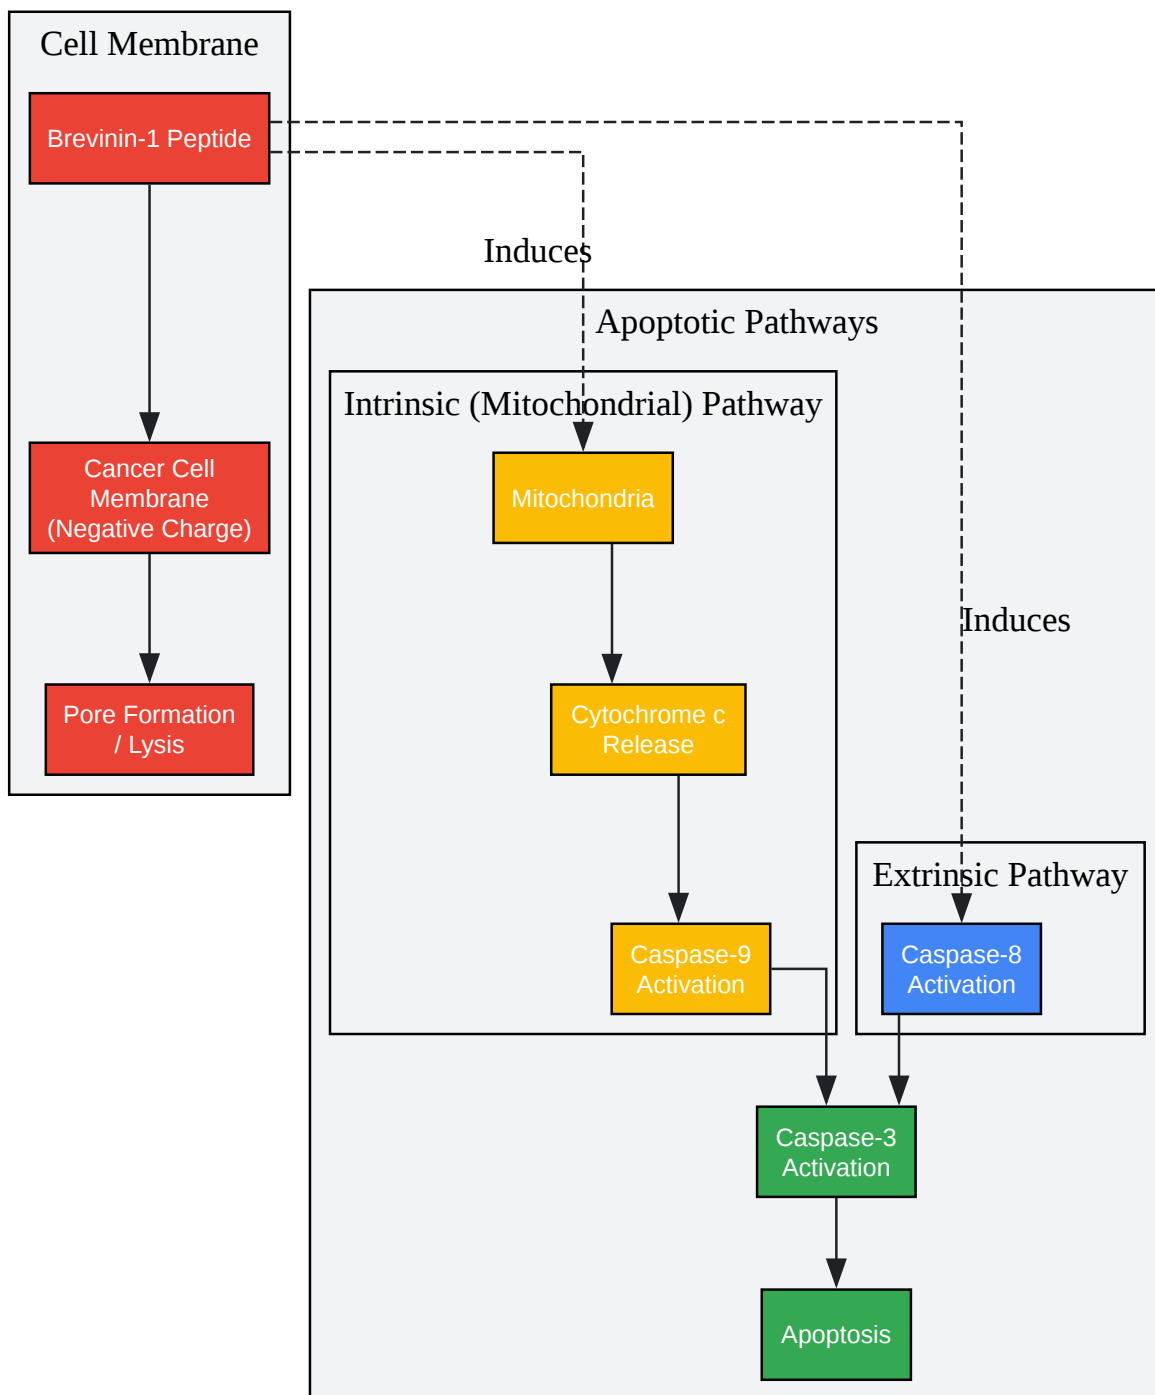 Cell Membrane
Brevinin-1 Peptide
Cancer Cell
Membrane
(Negative Charge)
Pore Formation
/ Lysis
Induces
Apoptotic Pathways
Intrinsic (Mitochondrial) Pathway
Mitochondria
Cytochrome c
Release
Caspase-9
Activation
Induces
Extrinsic Pathway
Caspase-8
Activation
Caspase-3
Activation
Apoptosis